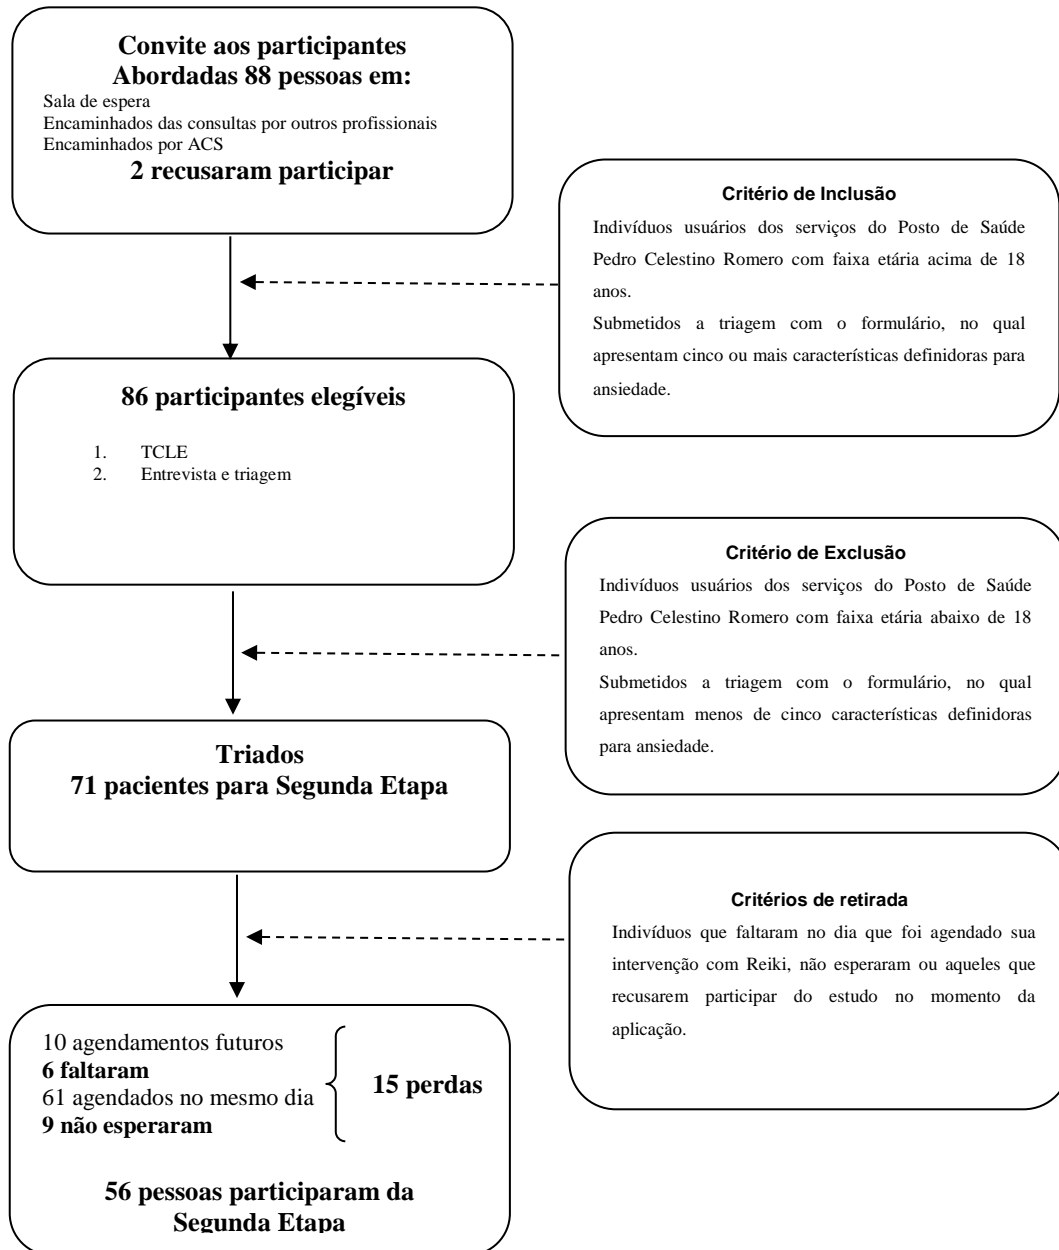 Convite aos participantes
Abordadas 88 pessoas em:
Sala de espera
Encaminhados das consultas por outros profissionais
Encaminhados por ACS
2 recusaram participar
Critério de Inclusão
Indivíduos usuários dos serviços do Posto de Saúde
Pedro Celestino Romero com faixa etária acima de 18
anos.
Submetidos a triagem com o formulário, no qual
apresentam cinco ou mais características definidoras para
ansiedade.
86 participantes elegíveis
1. TCLE
2. Entrevista e triagem
Critério de Exclusão
Indivíduos usuários dos serviços do Posto de Saúde
Pedro Celestino Romero com faixa etária abaixo de 18
anos.
Submetidos a triagem com o formulário, no qual
apresentam menos de cinco características definidoras
para ansiedade.
Triados
71 pacientes para Segunda Etapa
Critérios de retirada
Indivíduos que faltaram no dia que foi agendado sua
intervenção com Reiki, não esperaram ou aqueles que
recusarem participar do estudo no momento da
aplicação.
10 agendamentos futuros
6 faltaram
61 agendados no mesmo dia
9 não esperaram
15 perdas
56 pessoas participaram da
Segunda Etapa